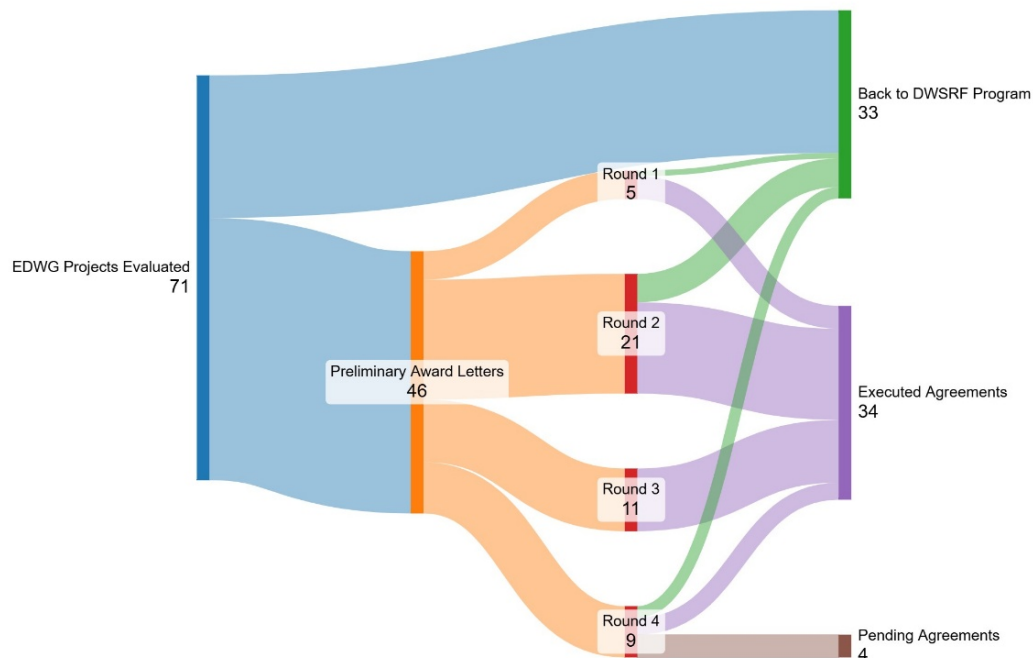 Back to DWSRF Program
33
Round 1
5
EDWG Projects Evaluated
71
Round 2
21
Preliminary Award Letters
46
Executed Agreements
34
Round 3
11
Round 4
9
Pending Agreements
4